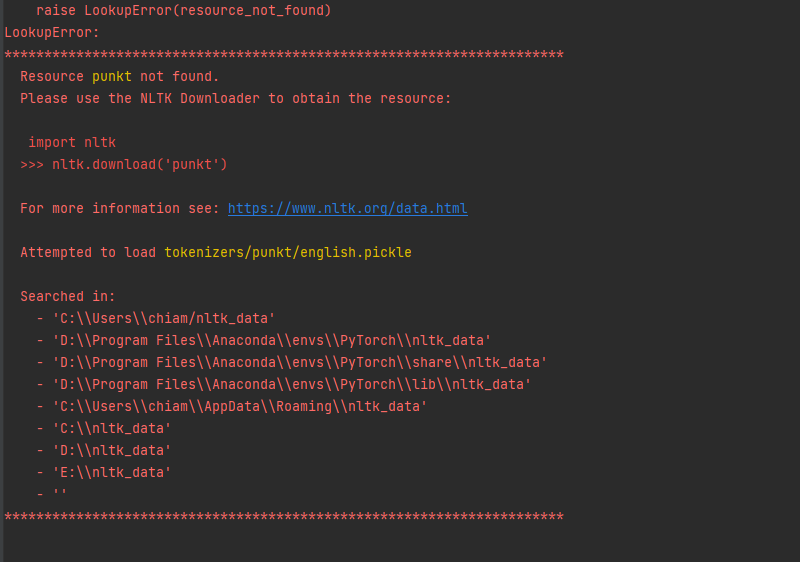 raise LookupError(resource_not_found)
LookupError:
**********************************************************************
Resource punkt not found.
Please use the NLTK Downloader to obtain the resource:
import nltk
>>> nltk.download('punkt')
For more information see: https://www.nltk.org/data.html
Attempted to load tokenizers/punkt/english.pickle
Searched in:
- 'C:\\Users\\chiam/nltk_data'
- 'D:\\Program Files\\Anaconda\\envs\\PyTorch\\nltk_data'
- 'D:\\Program Files\\Anaconda\\envs\\PyTorch\\share\\nltk_data'
- 'D:\\Program Files\\Anaconda\\envs\\PyTorch\\lib\\nltk_data'
- 'C:\\Users\\chiam\\AppData\\Roaming\\nltk_data'
- 'C:\\nltk_data'
- 'D:\\nltk_data'
- 'E:\\nltk_data'
- ''
**********************************************************************